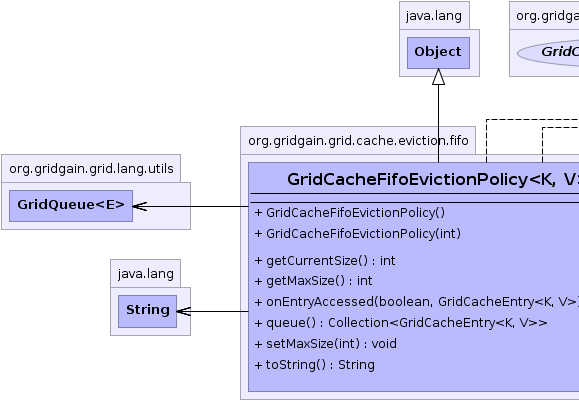 java.lang
org.gridga
Object
GridC
org.gridgain.grid.cache.eviction.fifo
org.gridgain.grid.lang.utils
GridCacheFifoEvictionPolicy<K, V>
GridQueue<E>
+ GridCacheFifoEvictionPolicy()
+ GridCacheFifoEvictionPolicy(int)
+ getCurrentSize() : int
java.lang
+ getMaxSize() : int
+ onEntryAccessed(boolean, GridCacheEntry<K, V>)
String
+ queue() : Collection<GridCacheEntry<K, V>>
+ setMaxSize(int) : void
+ toString() : String